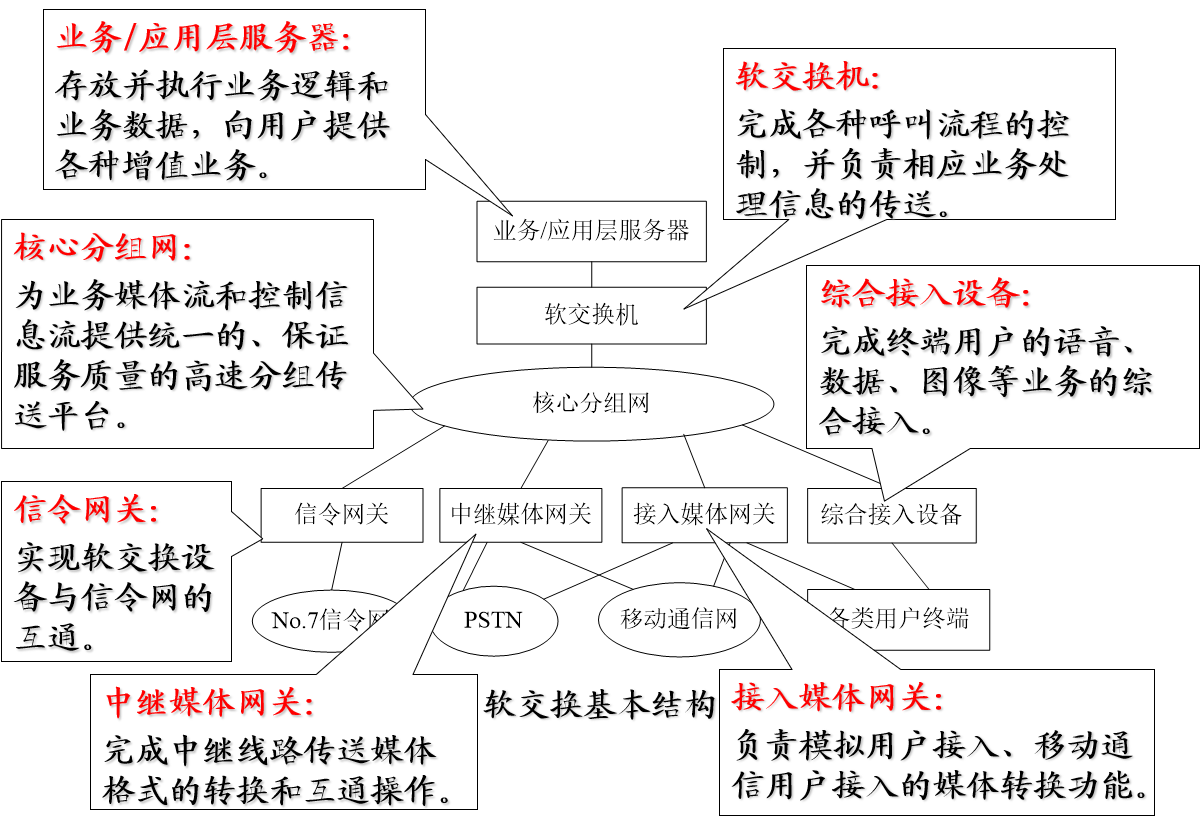 业务/应用层服务器：
存放并执行业务逻辑和
业务数据，向用户提供
各种增值业务。
软交换机：
完成各种呼叫流程的控
制，并负责相应业务处
理信息的传送。
业务/应用层服务器
核心分组网：
为业务媒体流和控制信
息流提供统一的、保证
服务质量的高速分组传
送平台。
软交换机
综合接入设备：
完成终端用户的语音、
数据、图像等业务的综
合接入。
核心分组网
信令网关：
实现软交换设
备与信令网的
互通。
信令网关
中继媒体网关
接入媒体网关
综合接入设备
No.7信令网
PSTN
移动通信网
各类用户终端
中继媒体网关：
完成中继线路传送媒体
格式的转换和互通操作。
软交换基本结构
接入媒体网关：
负责模拟用户接入、移动通
信用户接入的媒体转换功能。